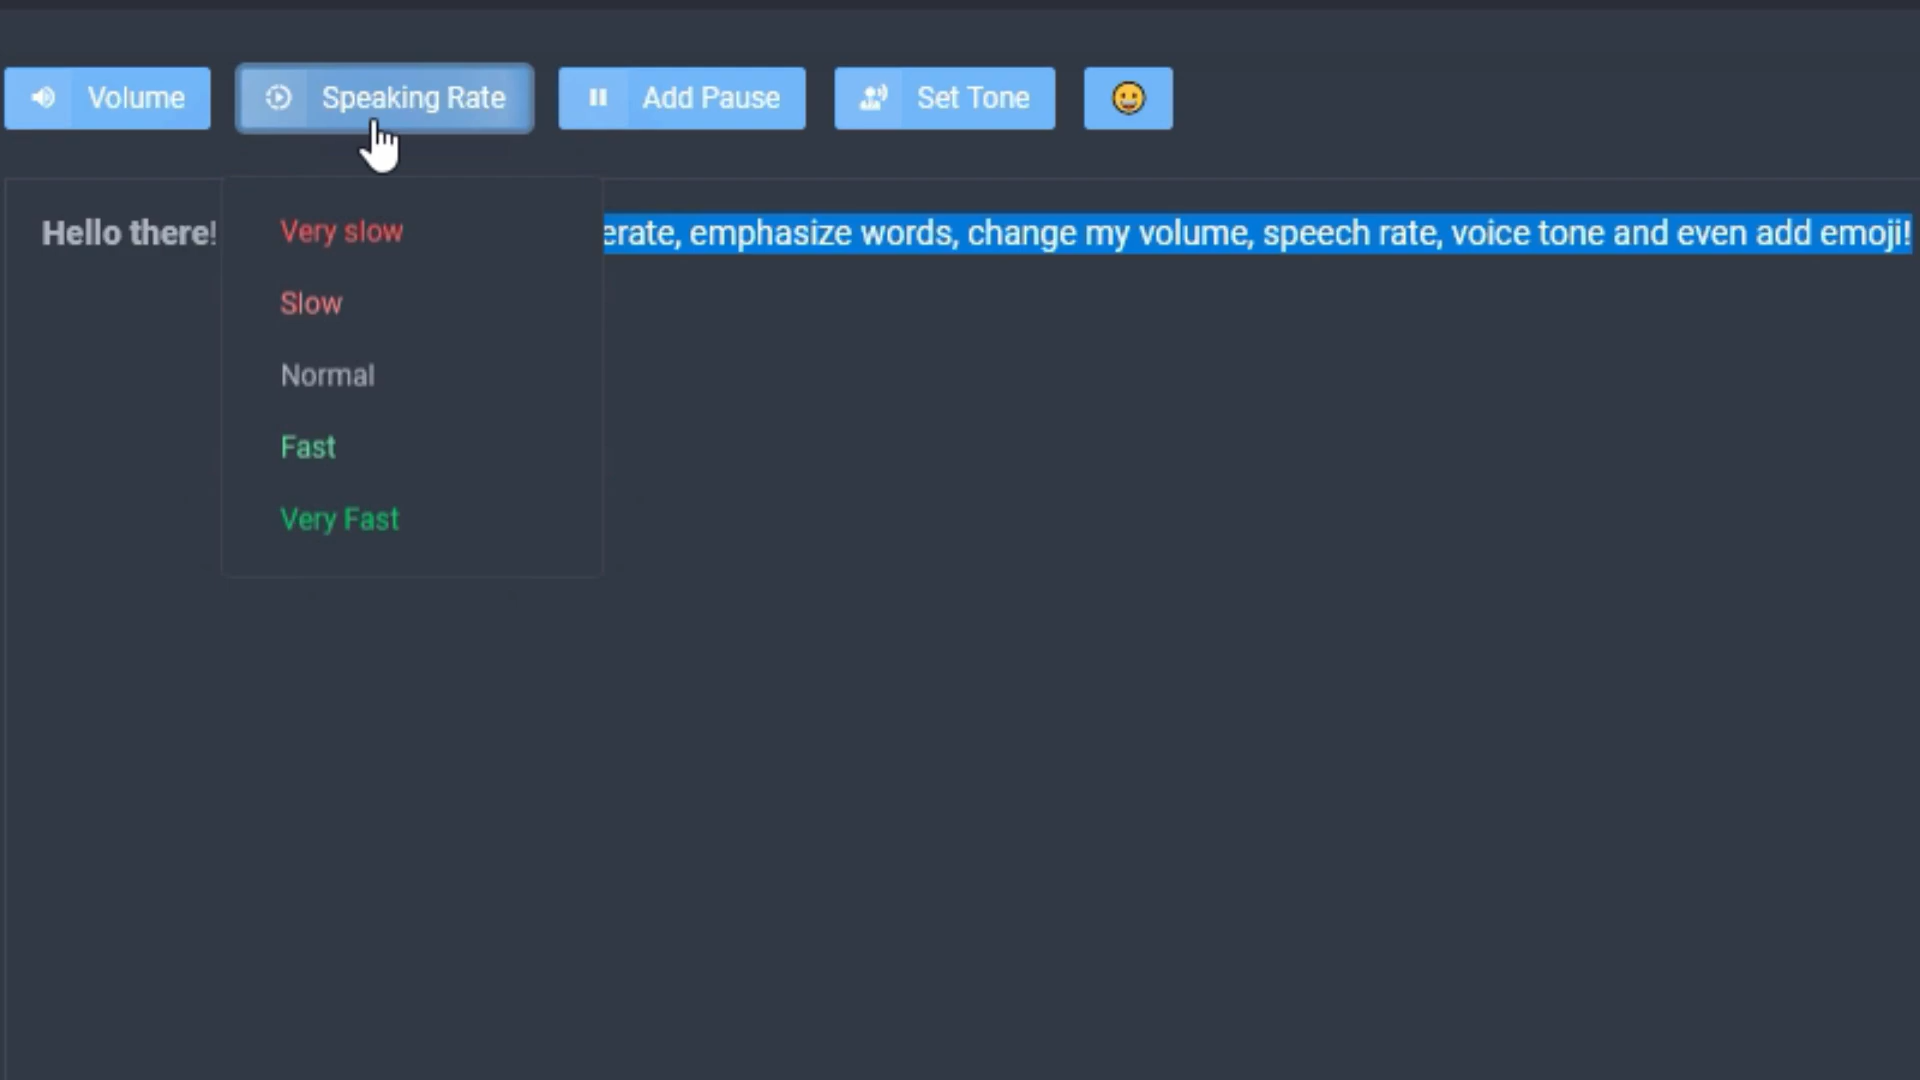 Volume Speaking Rate Add Pause Set Tone
Hello there! erate, emphasize words, change my volume, speech rate, voice tone and even add emoji!
Very slow
Slow
Normal
Fast
Very Fast